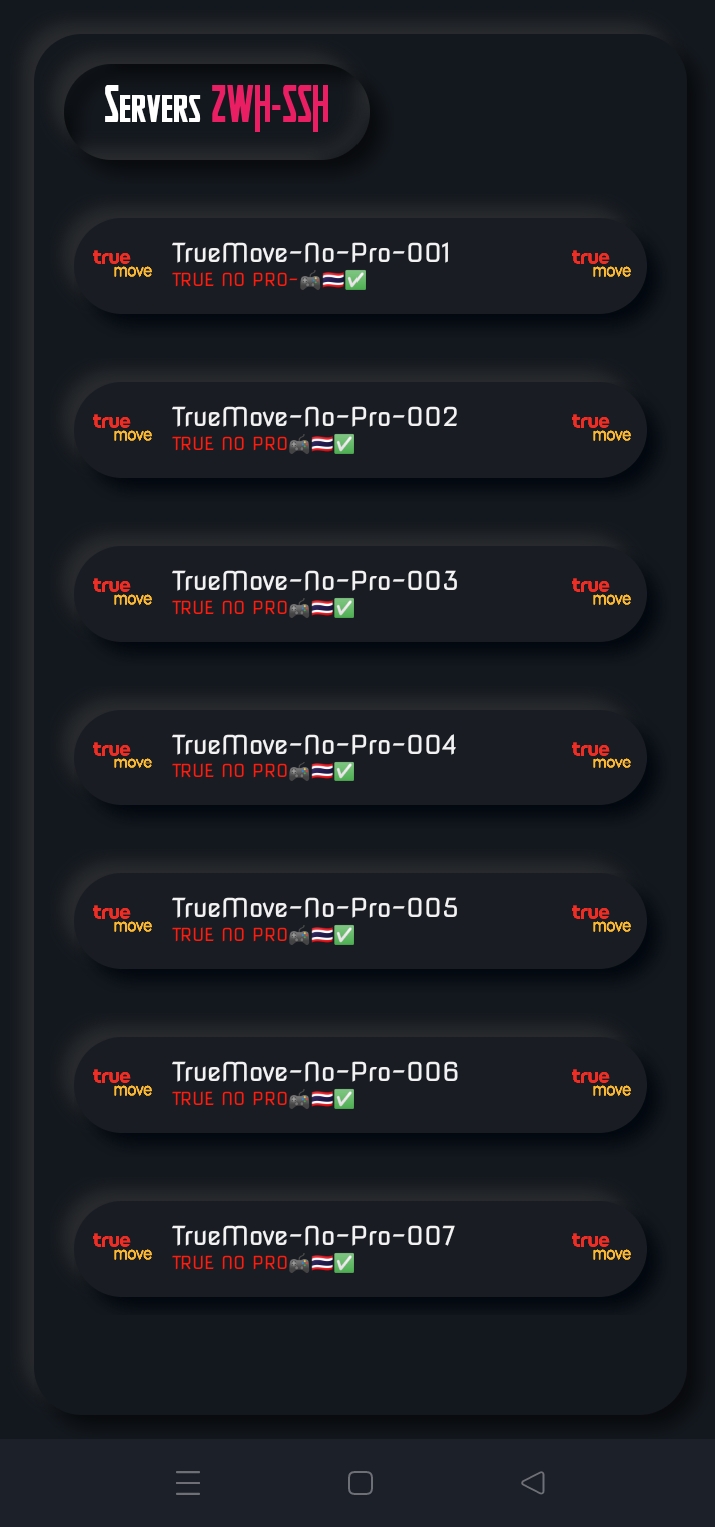 Servers ZWH-SSH
true move TrueMove-No-Pro-001 true move
TRUE NO PRO-🎮🇹🇭✅
true move TrueMove-No-Pro-002 true move
TRUE NO PRO🎮🇹🇭✅
true move TrueMove-No-Pro-003 true move
TRUE NO PRO🎮🇹🇭✅
true move TrueMove-No-Pro-004 true move
TRUE NO PRO🎮🇹🇭✅
true move TrueMove-No-Pro-005 true move
TRUE NO PRO🎮🇹🇭✅
true move TrueMove-No-Pro-006 true move
TRUE NO PRO🎮🇹🇭✅
true move TrueMove-No-Pro-007 true move
TRUE NO PRO🎮🇹🇭✅